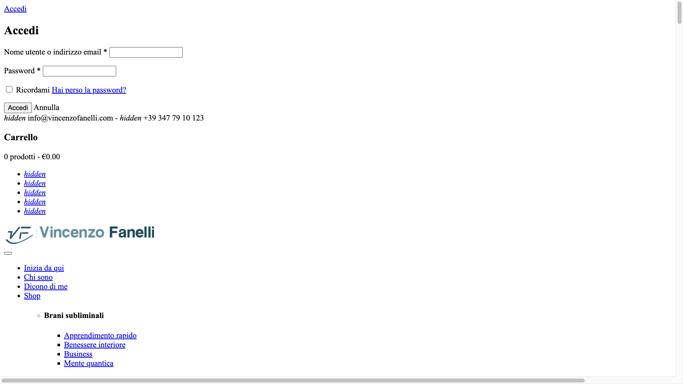 Accedi
Accedi
Nome utente o indirizzo email *
Password *
Ricordami Hai perso la password?
Accedi Annulla
hidden info@vincenzofanelli.com - hidden +39 347 79 10 123
Carrello
0 prodotti - €0.00
hidden
hidden
hidden
hidden
hidden
VF Vincenzo Fanelli
Inizia da qui
Chi sono
Dicono di me
Shop
Brani subliminali
Apprendimento rapido
Benessere interiore
Business
Mente quantica